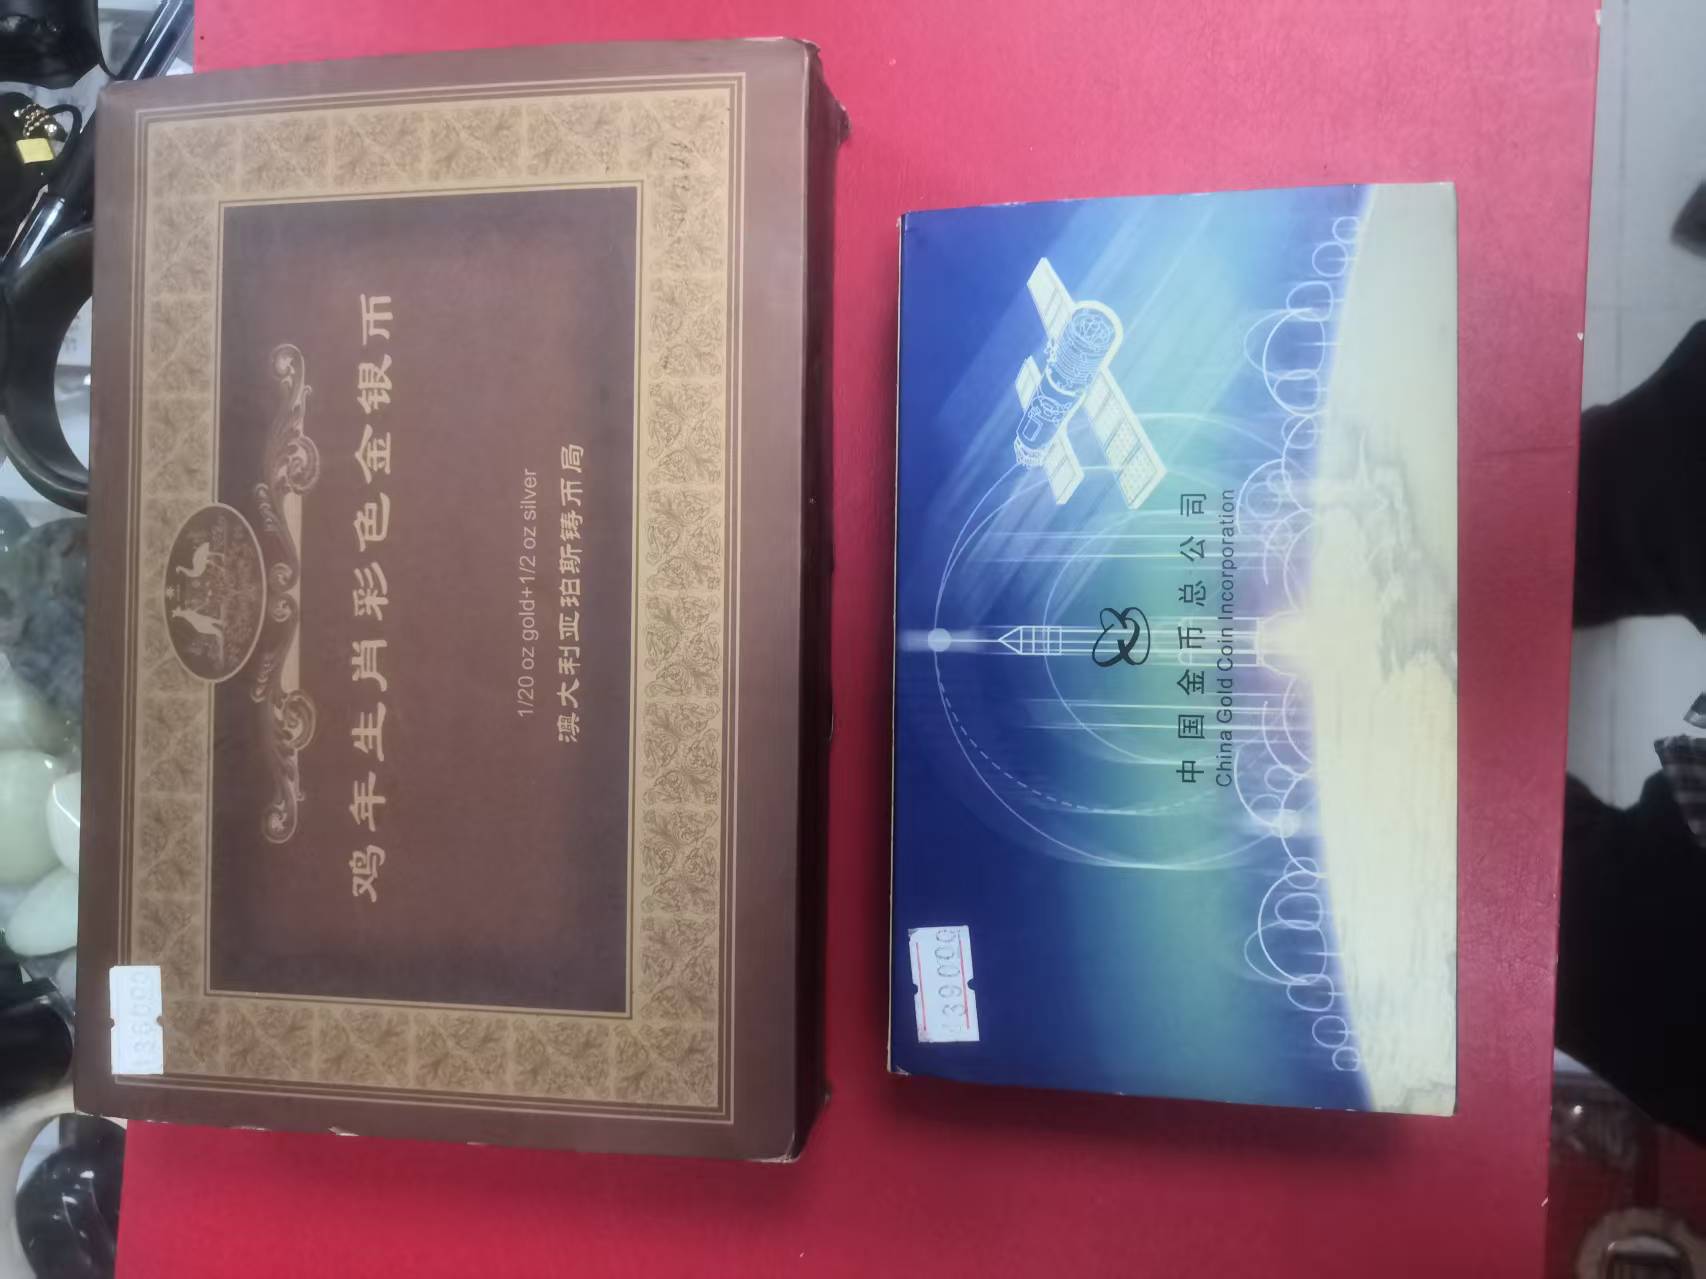 鸡年生肖彩色金银币
1/20 oz gold+1/2 oz silver
澳大利亚珀斯铸币局
中国金币总公司
China Gold Coin Incorporation